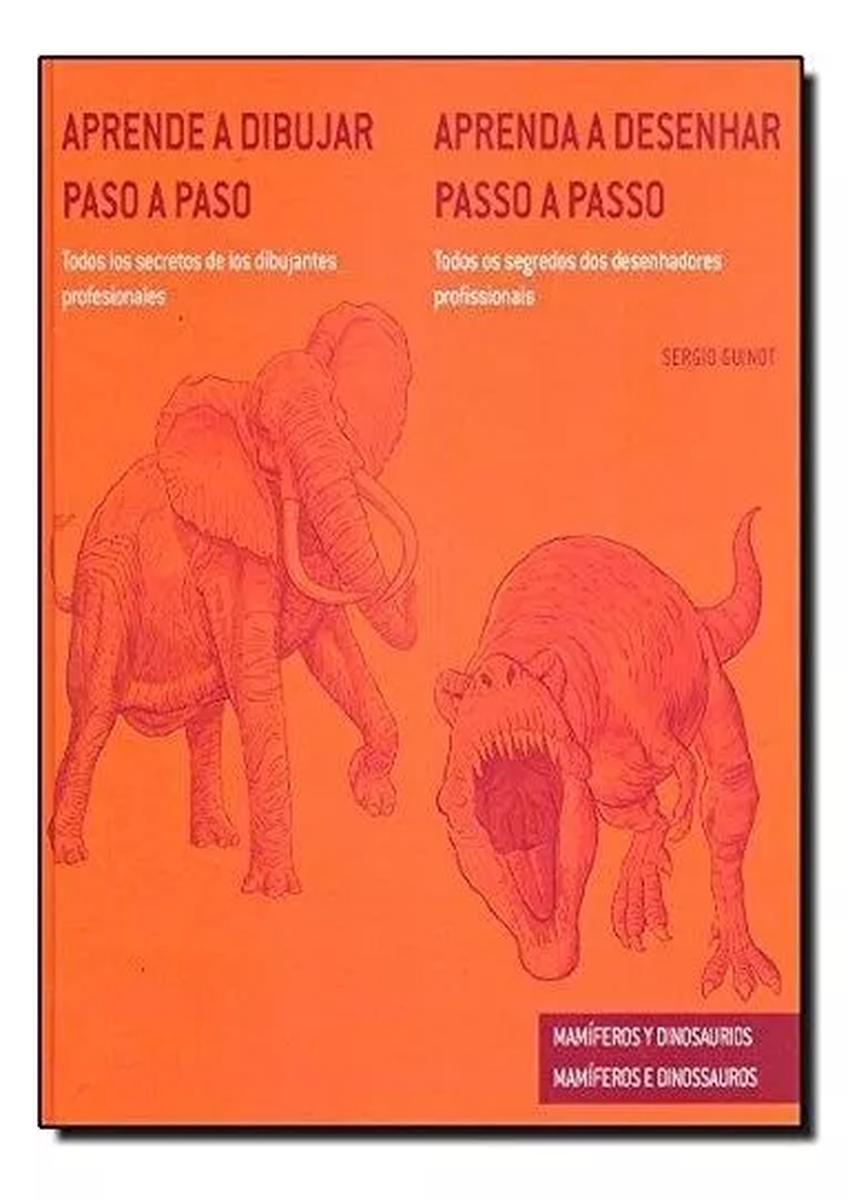 APRENDE A DIBUJAR
PASO A PASO
Todos los secretos de los dibujantes
profesionales
APRENDA A DESENHAR
PASSO A PASSO
Todos os segredos dos desenhadores
profissionais
SERGIO GUINOT
MAMÍFEROS Y DINOSAURIOS
MAMÍFEROS E DINOSSAUROS